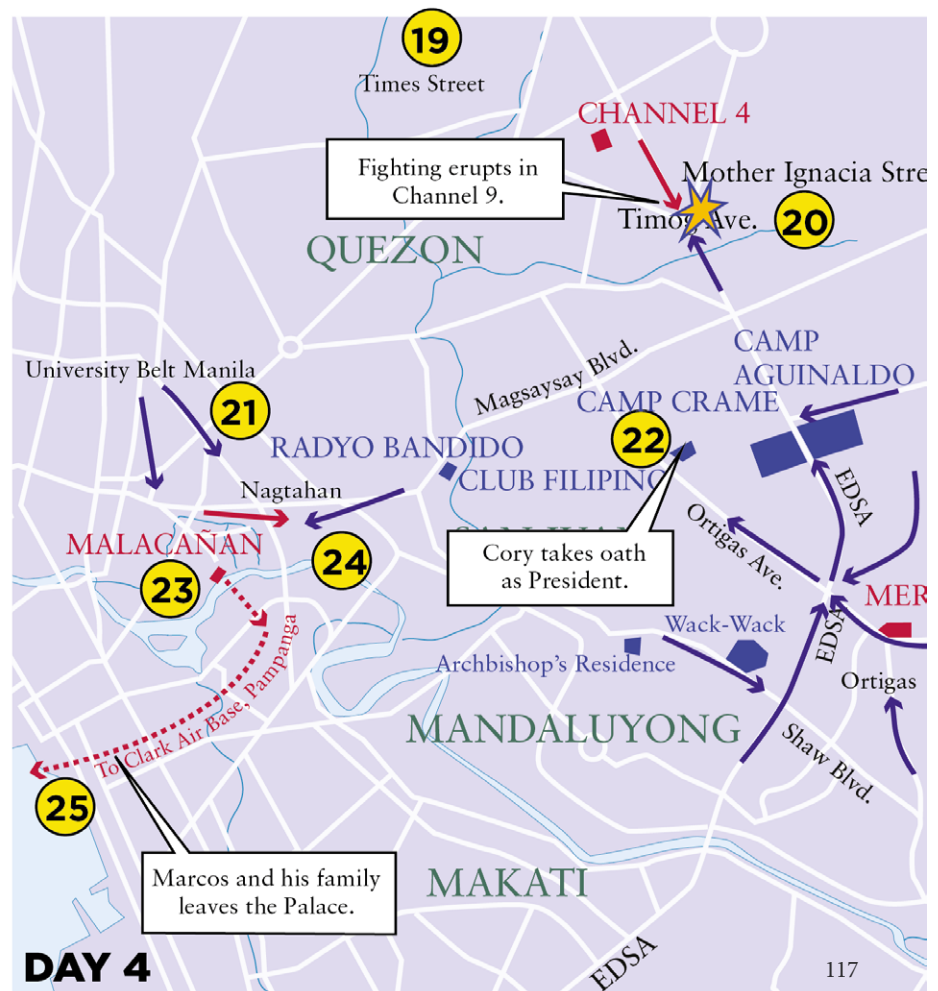 19
Times Street
CHANNEL 4
Fighting erupts in
Channel 9.
Mother Ignacia Stre
Timog Ave.
20
QUEZON
University Belt Manila
21
Magsaysay Blvd.
CAMP
AGUINALDO
CAMP CRAME
22
RADYO BANDIDO
CLUB FILIPINO
Nagtahan
EDSA
MALACAÑAN
23
24
Ortigas Ave.
Cory takes oath
as President.
MER
EDSA
Wack-Wack
Archbishop's Residence
Ortigas
MANDALUYONG
Shaw Blvd.
To Clark Air Base, Pampanga
25
Marcos and his family
leaves the Palace.
MAKATI
EDSA
DAY 4
117